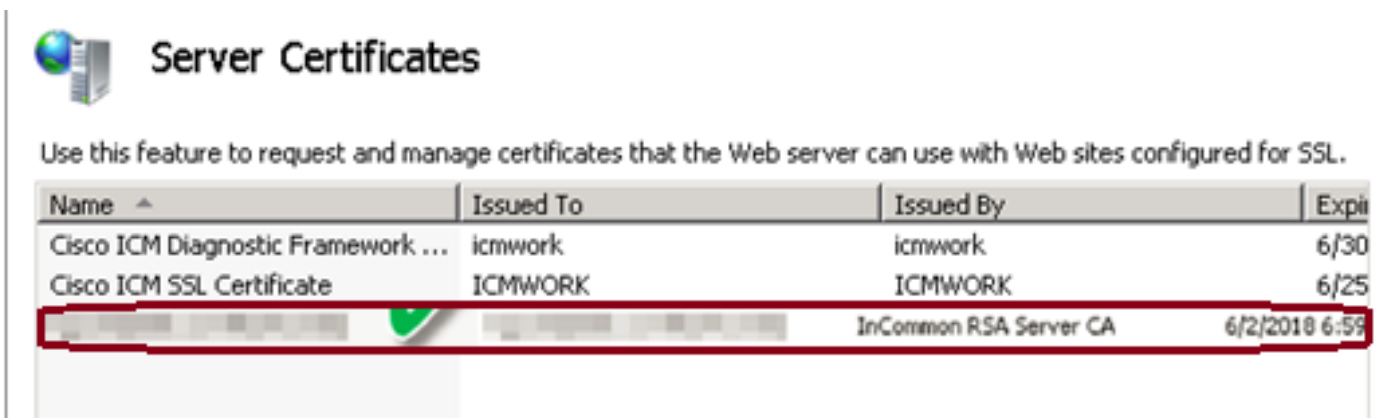 Server Certificates
Use this feature to request and manage certificates that the Web server can use with Web sites configured for SSL.
Name Issued To Issued By Expir
Cisco ICM Diagnostic Framework ... icmwork icmwork 6/30
Cisco ICM SSL Certificate ICMWORK ICMWORK 6/25
InCommon RSA Server CA 6/2/2018 6:59